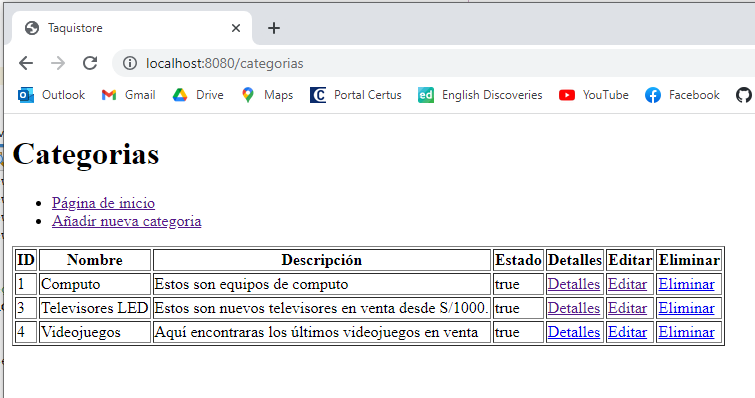 Taquistore
localhost:8080/categorias
Outlook Gmail Drive Maps Portal Certus ed English Discoveries YouTube Facebook
Categorias
Página de inicio
Añadir nueva categoria
ID Nombre Descripción Estado Detalles Editar Eliminar
1 Computo Estos son equipos de computo true Detalles Editar Eliminar
3 Televisores LED Estos son nuevos televisores en venta desde S/1000. true Detalles Editar Eliminar
4 Videojuegos Aquí encontraras los últimos videojuegos en venta true Detalles Editar Eliminar